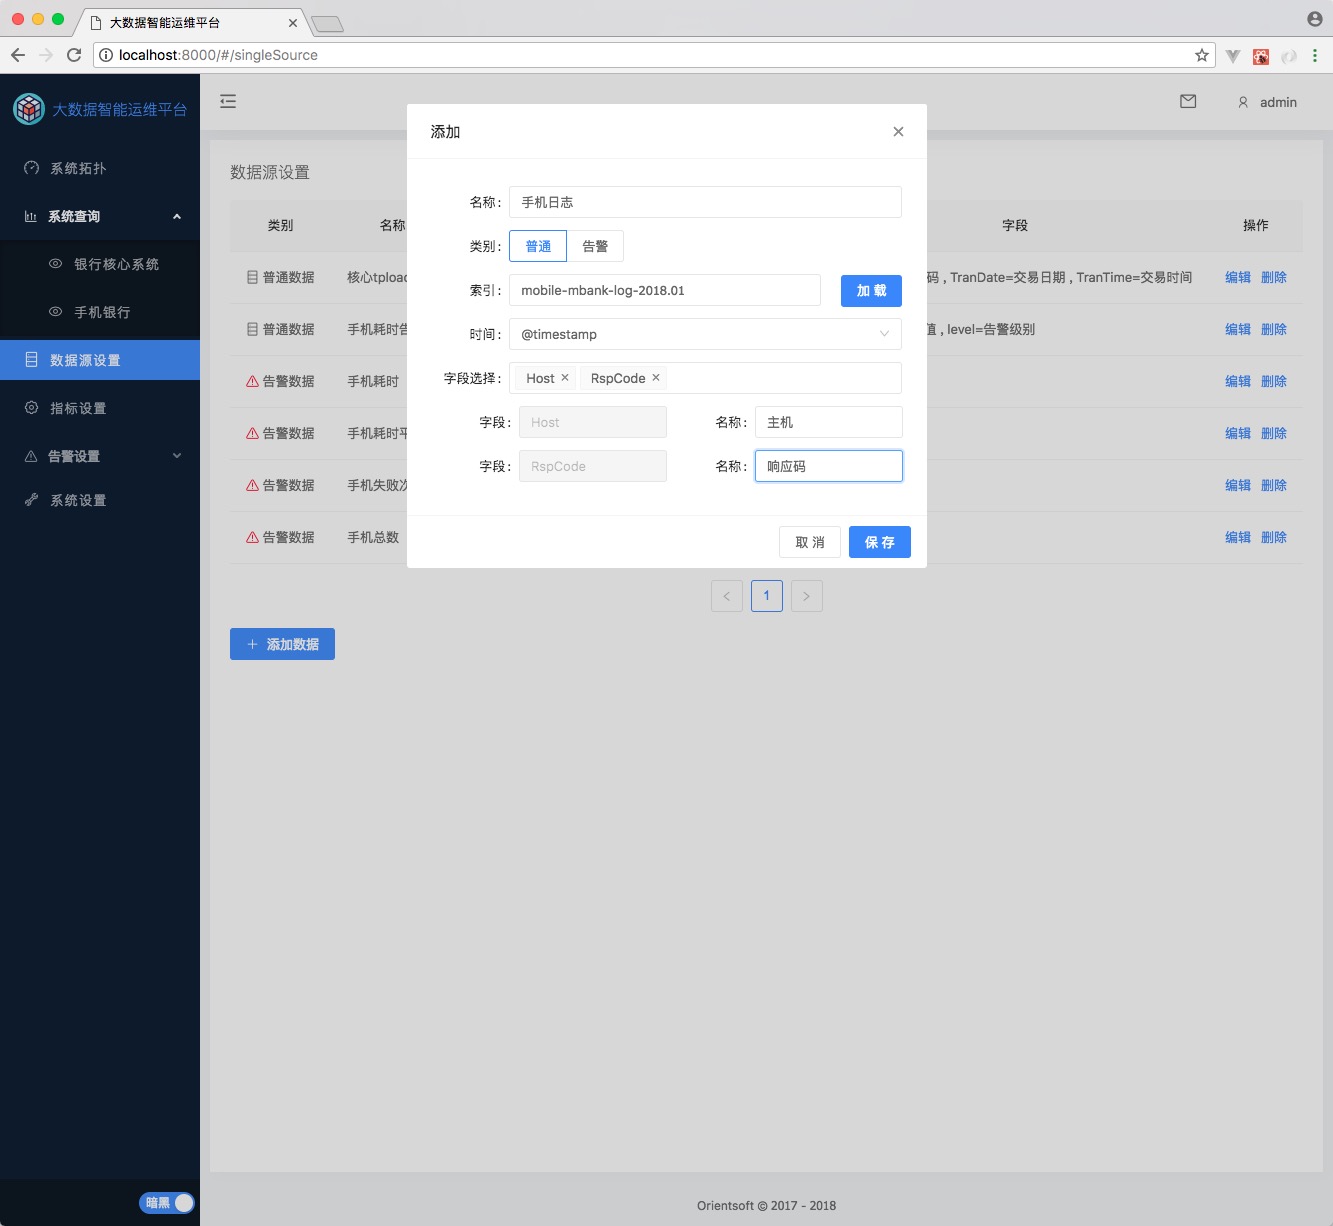 大数据智能运维平台
localhost:8000/#/singleSource
大数据智能运维平台
admin
系统拓扑
系统查询
银行核心系统
手机银行
数据源设置
指标设置
告警设置
系统设置
暗黑
数据源设置
类别 名称 字段 操作
普通数据 核心tploa 码 , TranDate=交易日期 , TranTime=交易时间 编辑 删除
普通数据 手机耗时告 值 , level=告警级别 编辑 删除
告警数据 手机耗时 编辑 删除
告警数据 手机耗时平 编辑 删除
告警数据 手机失败次 编辑 删除
告警数据 手机总数 编辑 删除
< 1 >
+ 添加数据
添加
名称: 手机日志
类别: 普通 告警
索引: mobile-mbank-log-2018.01 加 载
时间: @timestamp
字段选择: Host RspCode
字段: Host 名称: 主机
字段: RspCode 名称: 响应码
取 消 保 存
Orientsoft © 2017 - 2018